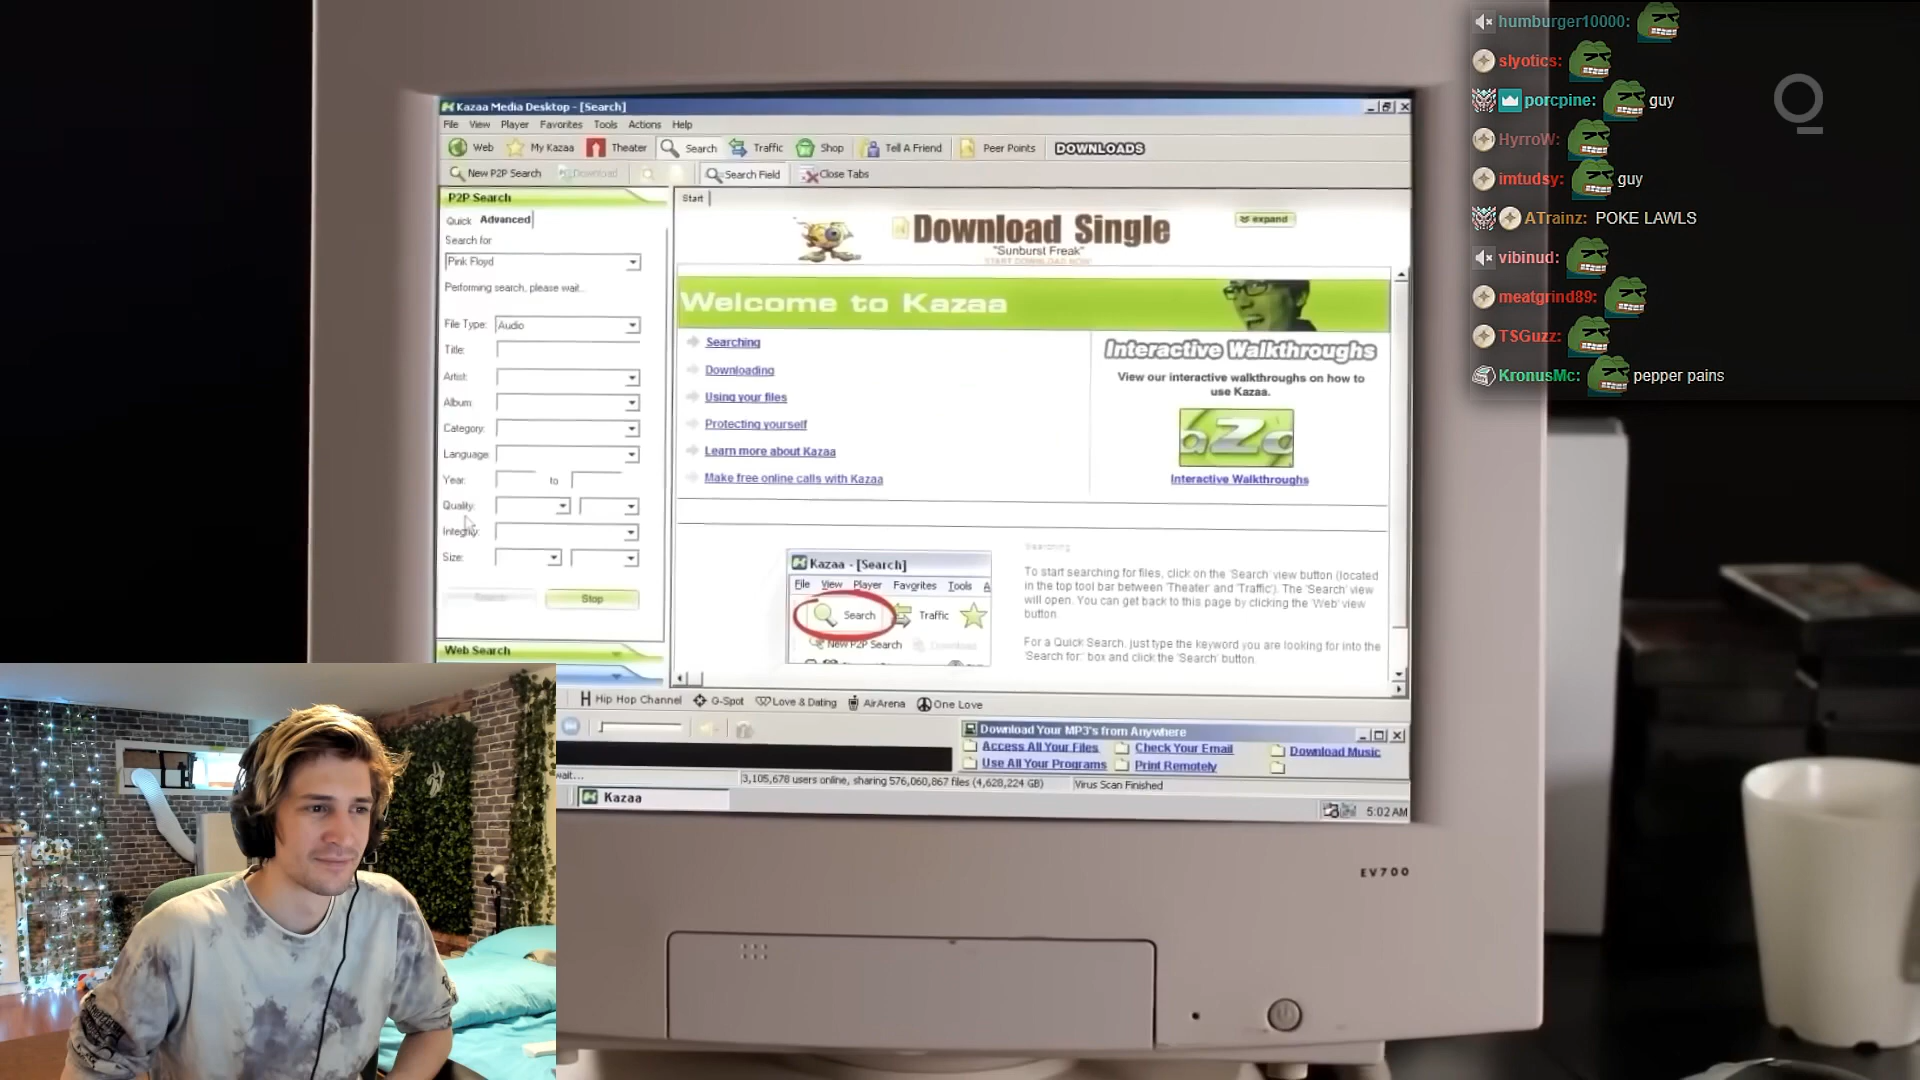 Kazaa Media Desktop - [Search]
File View Player Favorites Tools Actions Help
Web My Kazaa Theater Search Traffic Shop Tell A Friend Peer Points DOWNLOADS
New P2P Search Download Search Field Close Tabs
P2P Search
Quick Advanced
Search for
Pink Floyd
Performing search, please wait...
File Type: Audio
Title:
Artist:
Album:
Category:
Language
Year: to
Quality:
Integrity:
Size:
Search Stop
Web Search
Start
Download Single
"Sunburst Freak"
START DOWNLOAD NOW!
expand
Welcome to Kazaa
Searching
Downloading
Using your files
Protecting yourself
Learn more about Kazaa
Make free online calls with Kazaa
Interactive Walkthroughs
View our interactive walkthroughs on how to
use Kazaa.
aZa
Interactive Walkthroughs
Kazaa - [Search]
File View Player Favorites Tools A
Search Traffic
New P2P Search Download
Searching
To start searching for files, click on the 'Search' view button (located
in the top tool bar between 'Theater' and 'Traffic'). The 'Search' view
will open. You can get back to this page by clicking the 'Web' view
button.
For a Quick Search, just type the keyword you are looking for into the
'Search for:' box and click the 'Search' button.
Hip Hop Channel G-Spot Love & Dating AirArena One Love
Download Your MP3's from Anywhere
Access All Your Files Check Your Email Download Music
Use All Your Programs Print Remotely
wait... 3,105,678 users online, sharing 576,060,867 files (4,628,224 GB) Virus Scan Finished
Kazaa
5:02 AM
EV700
humburger10000:
slyotics:
porcpine: guy
HyrroW:
imtudsy: guy
ATrainz: POKE LAWLS
vibinud:
meatgrind89:
TSGuzz:
KronusMc: pepper pains